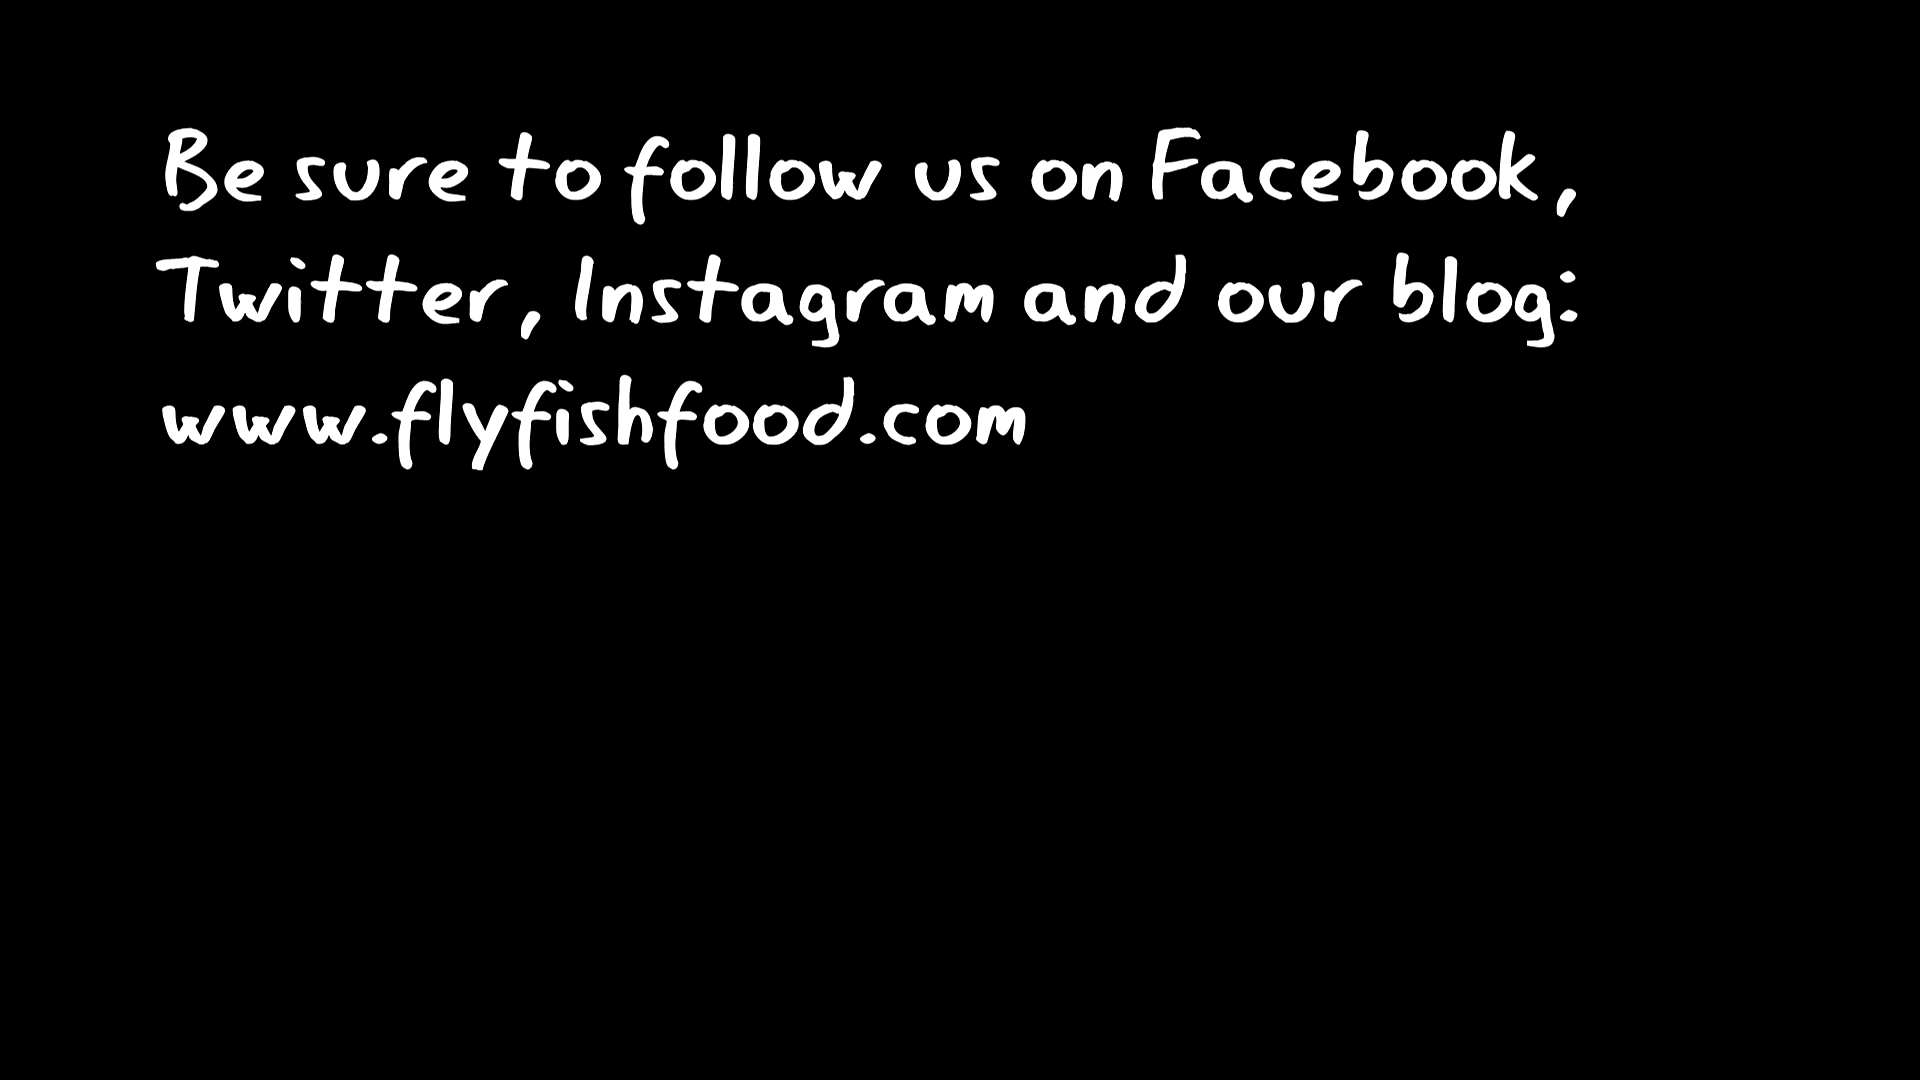 Be sure to follow us on Facebook,
Twitter, Instagram and our blog:
www.flyfishfood.com